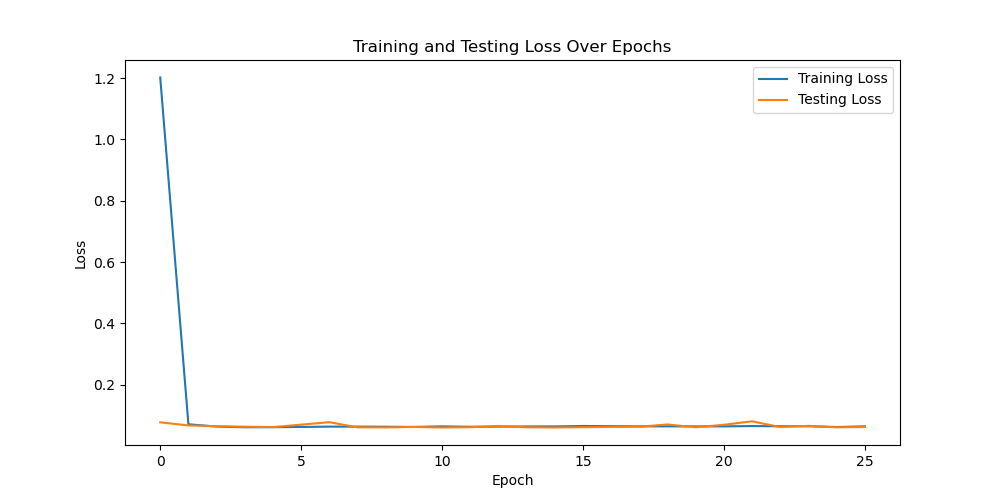 Training and Testing Loss Over Epochs
Training Loss
Testing Loss
1.2
1.0
0.8
0.6
0.4
0.2
Loss
0 5 10 15 20 25
Epoch